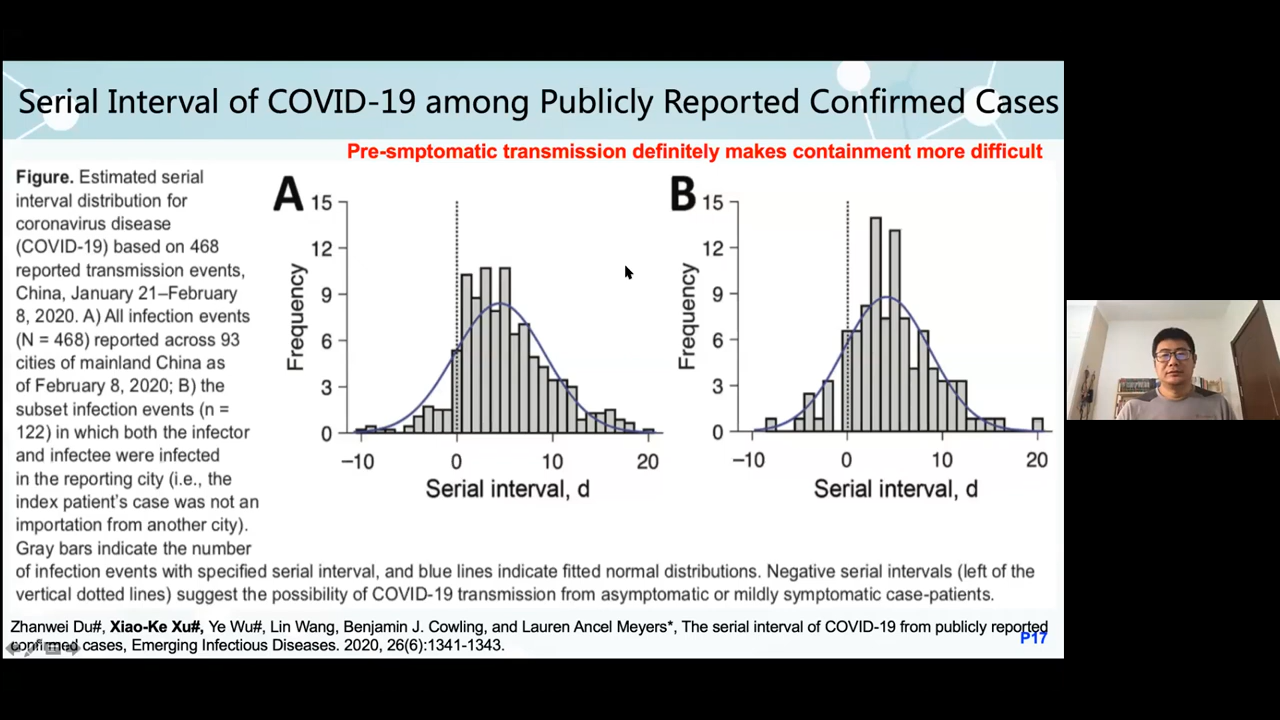 Serial Interval of COVID-19 among Publicly Reported Confirmed Cases
Pre-smptomatic transmission definitely makes containment more difficult
Figure. Estimated serial
interval distribution for
coronavirus disease
(COVID-19) based on 468
reported transmission events,
China, January 21–February
8, 2020. A) All infection events
(N = 468) reported across 93
cities of mainland China as
of February 8, 2020; B) the
subset infection events (n =
122) in which both the infector
and infectee were infected
in the reporting city (i.e., the
index patient's case was not an
importation from another city).
Gray bars indicate the number
of infection events with specified serial interval, and blue lines indicate fitted normal distributions. Negative serial intervals (left of the
vertical dotted lines) suggest the possibility of COVID-19 transmission from asymptomatic or mildly symptomatic case-patients.
A
15
12
9
6
3
0
Frequency
−10 0 10 20
Serial interval, d
B
15
12
9
6
3
0
Frequency
−10 0 10 20
Serial interval, d
Zhanwei Du#, Xiao-Ke Xu#, Ye Wu#, Lin Wang, Benjamin J. Cowling, and Lauren Ancel Meyers*, The serial interval of COVID-19 from publicly reported
confirmed cases, Emerging Infectious Diseases. 2020, 26(6):1341-1343.
P17